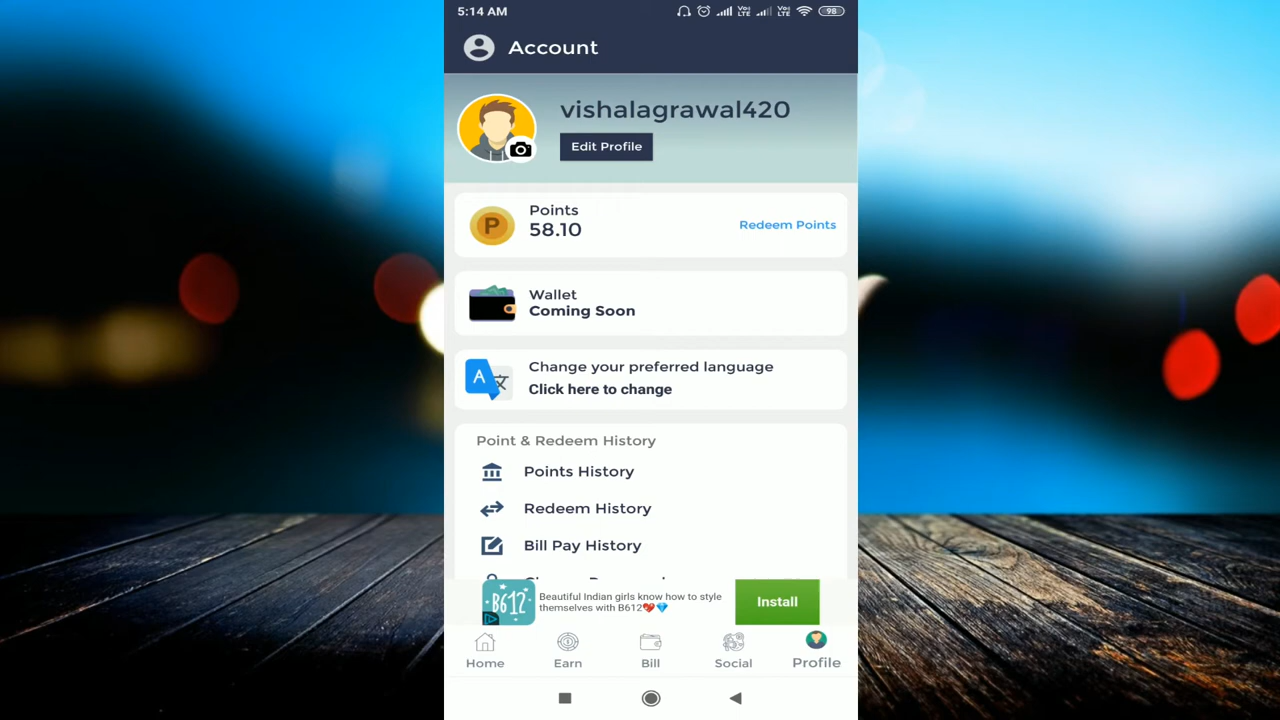 5:14 AM
98
Account
vishalagrawal420
Edit Profile
P
Points
58.10
Redeem Points
Wallet
Coming Soon
A 文
Change your preferred language
Click here to change
Point & Redeem History
Points History
Redeem History
Bill Pay History
B612
Beautiful Indian girls know how to style
themselves with B612💖💎
Install
Home
Earn
Bill
Social
Profile